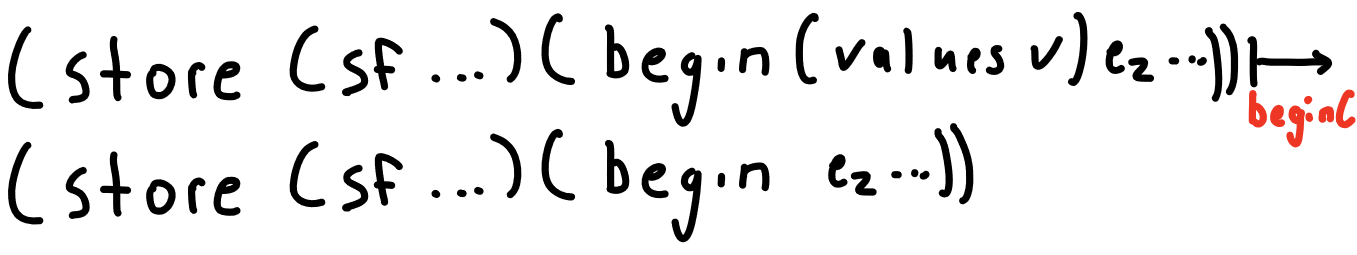 (store (sf ...) (begin (values v) e₂ ...)) ↦
beginC
(store (sf ...) (begin e₂ ...))